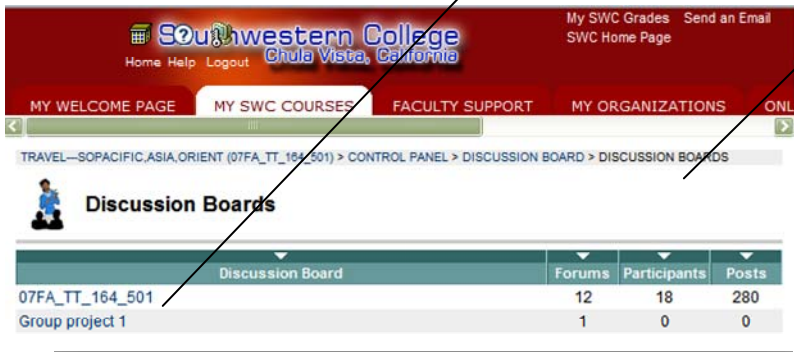 My SWC Grades Send an Email
SWC Home Page
Southwestern College
Chula Vista, California
Home Help Logout
MY WELCOME PAGE MY SWC COURSES FACULTY SUPPORT MY ORGANIZATIONS ONL
TRAVEL—SOPACIFIC,ASIA,ORIENT (07FA_TT_164_501) > CONTROL PANEL > DISCUSSION BOARD > DISCUSSION BOARDS
Discussion Boards
Discussion Board Forums Participants Posts
07FA_TT_164_501 12 18 280
Group project 1 1 0 0